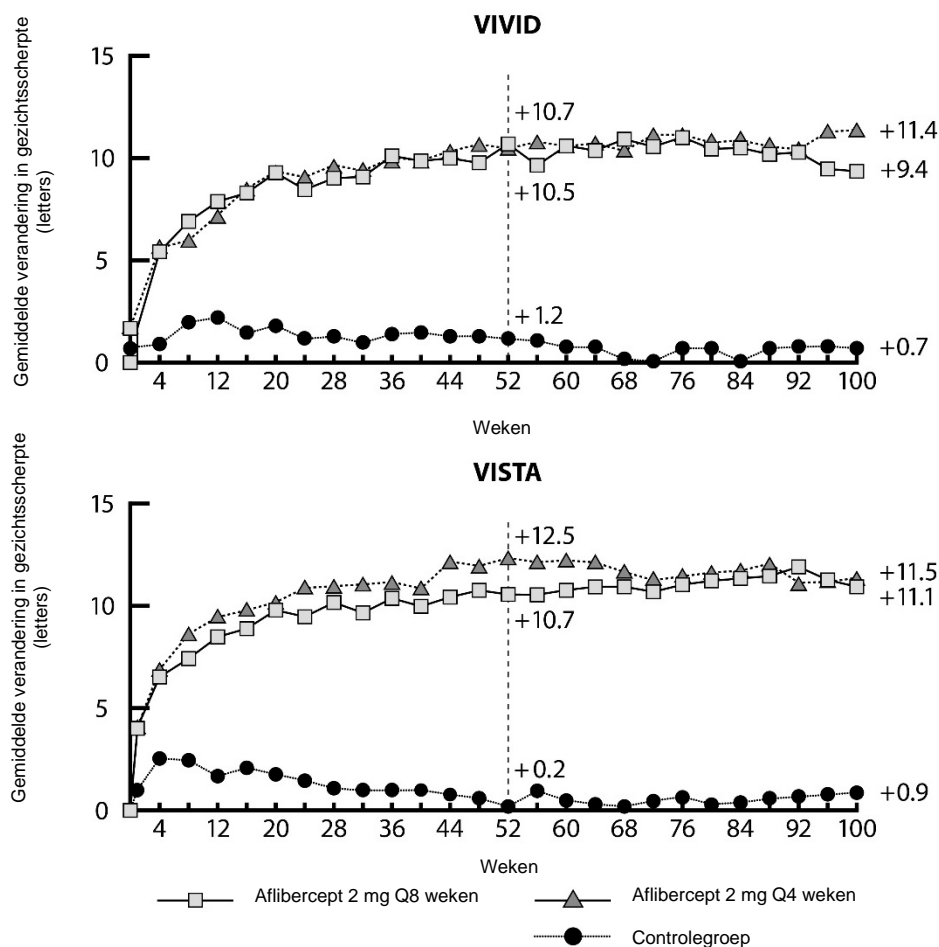 VIVID
Gemiddelde verandering in gezichtsscherpte
(letters)
15
10
5
0
+10.7
+10.5
+1.2
+11.4
+9.4
+0.7
4 12 20 28 36 44 52 60 68 76 84 92 100
Weken
VISTA
Gemiddelde verandering in gezichtsscherpte
(letters)
15
10
5
0
+12.5
+10.7
+0.2
+11.5
+11.1
+0.9
4 12 20 28 36 44 52 60 68 76 84 92 100
Weken
Aflibercept 2 mg Q8 weken
Aflibercept 2 mg Q4 weken
Controlegroep